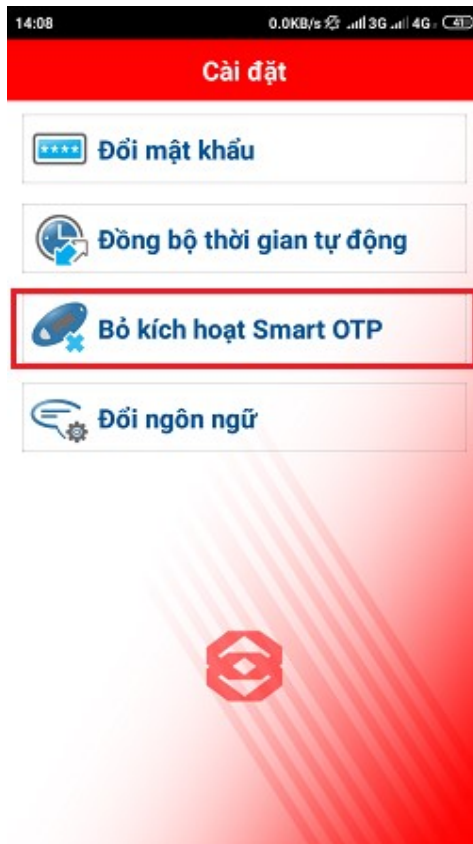 14:08 0.0KB/s 3G 4G 41
Cài đặt
****
Đổi mật khẩu
Đồng bộ thời gian tự động
Bỏ kích hoạt Smart OTP
Đổi ngôn ngữ